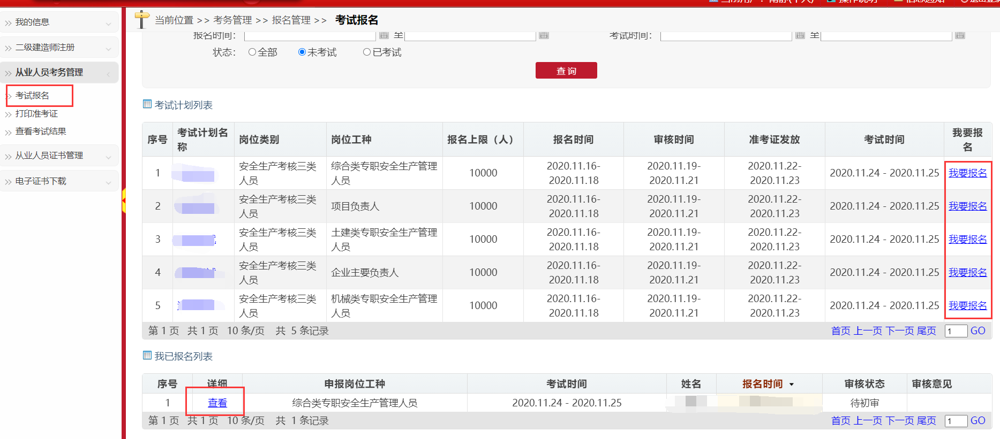 操作说明
我的信息
二级建造师注册
从业人员考务管理
考试报名
打印准考证
查看考试结果
从业人员证书管理
电子证书下载
当前位置 >> 考务管理 >> 报名管理 >> 考试报名
报名时间： 至 考试时间： 至
状态： 全部 未考试 已考试
查询
考试计划列表
序号 考试计划名称 岗位类别 岗位工种 报名上限（人） 报名时间 审核时间 准考证发放 考试时间 我要报名
1 安全生产考核三类人员 综合类专职安全生产管理人员 10000 2020.11.16-2020.11.18 2020.11.19-2020.11.21 2020.11.22-2020.11.23 2020.11.24 - 2020.11.25 我要报名
2 安全生产考核三类人员 项目负责人 10000 2020.11.16-2020.11.18 2020.11.19-2020.11.21 2020.11.22-2020.11.23 2020.11.24 - 2020.11.25 我要报名
3 安全生产考核三类人员 土建类专职安全生产管理人员 10000 2020.11.16-2020.11.18 2020.11.19-2020.11.21 2020.11.22-2020.11.23 2020.11.24 - 2020.11.25 我要报名
4 安全生产考核三类人员 企业主要负责人 10000 2020.11.16-2020.11.18 2020.11.19-2020.11.21 2020.11.22-2020.11.23 2020.11.24 - 2020.11.25 我要报名
5 安全生产考核三类人员 机械类专职安全生产管理人员 10000 2020.11.16-2020.11.18 2020.11.19-2020.11.21 2020.11.22-2020.11.23 2020.11.24 - 2020.11.25 我要报名
第 1 页 共 1 页 10 条/页 共 5 条记录 首页 上一页 下一页 尾页 1 GO
我已报名列表
序号 详细 申报岗位工种 考试时间 姓名 报名时间 审核状态 审核意见
1 查看 综合类专职安全生产管理人员 2020.11.24 - 2020.11.25 待初审
第 1 页 共 1 页 10 条/页 共 1 条记录 首页 上一页 下一页 尾页 1 GO